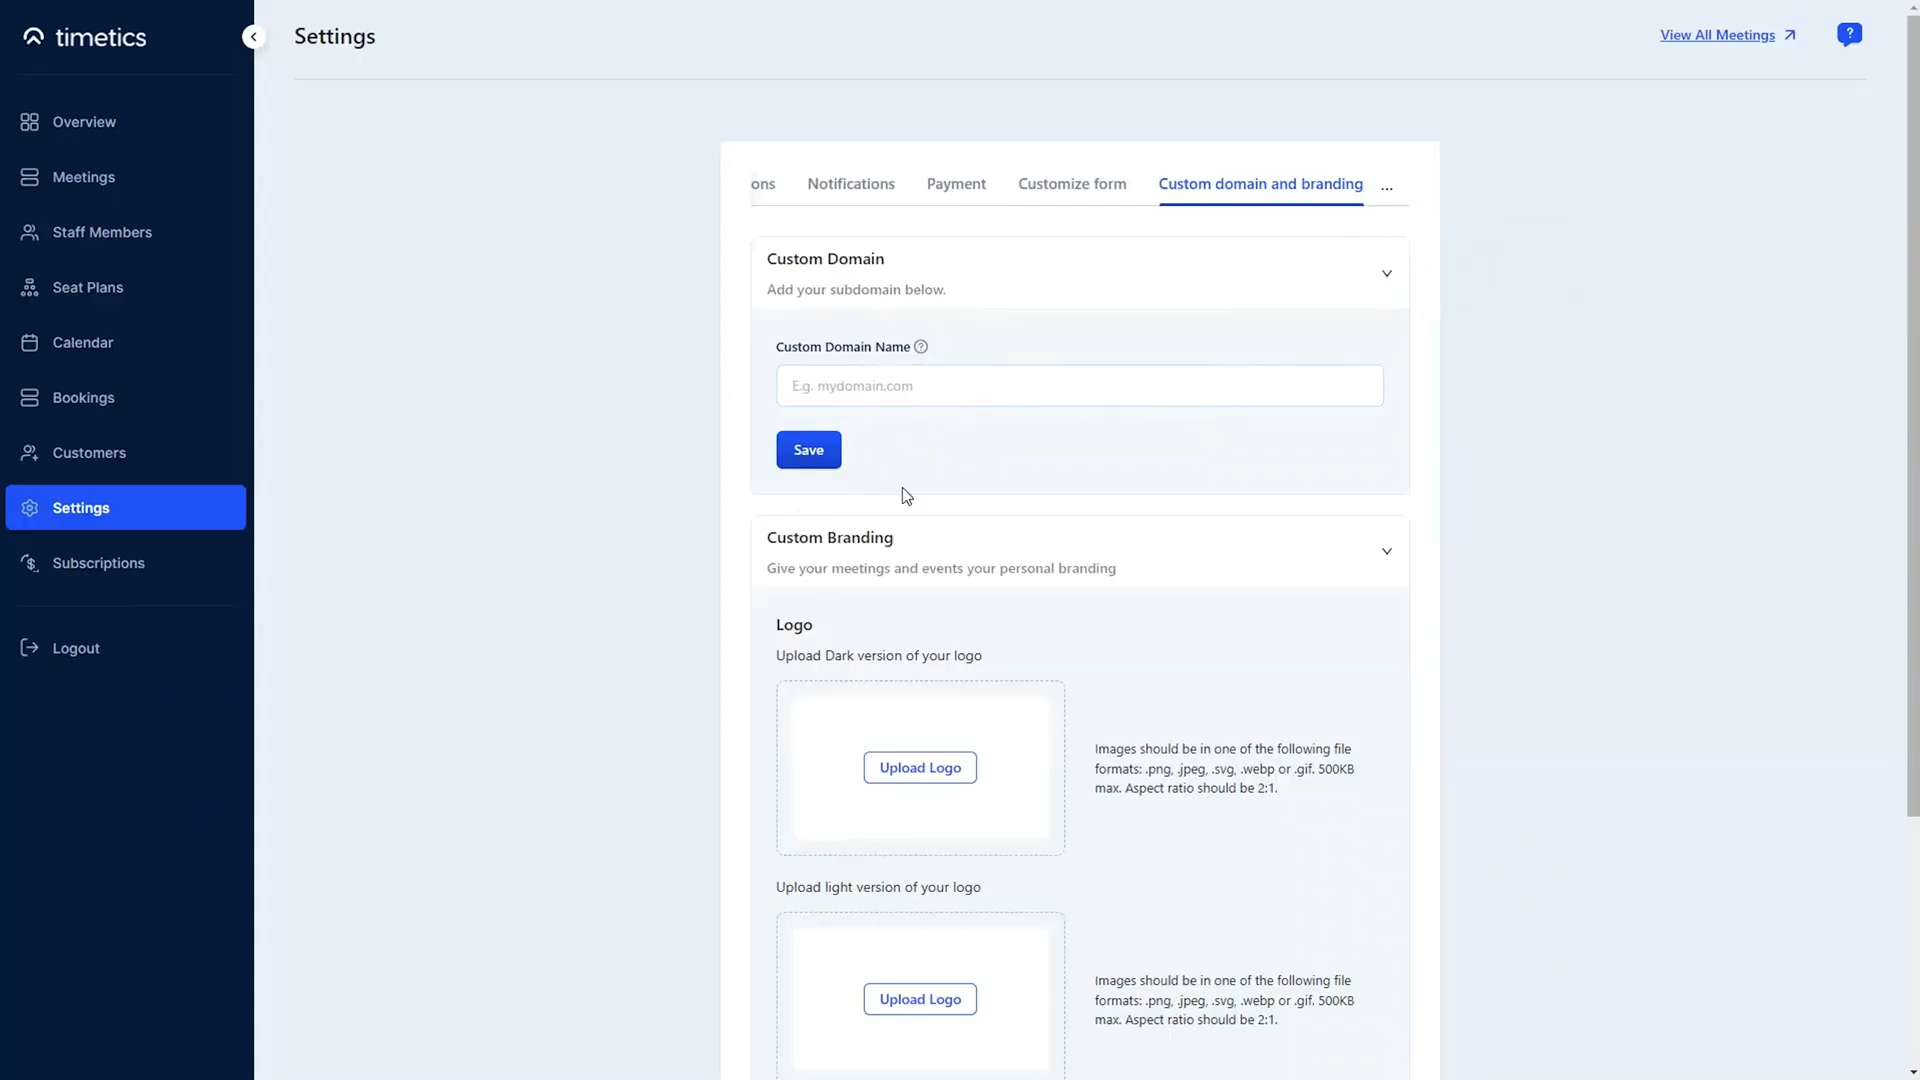 timetics
Settings
View All Meetings
?
Overview
Meetings
Staff Members
Seat Plans
Calendar
Bookings
Customers
Settings
Subscriptions
Logout
ons Notifications Payment Customize form Custom domain and branding ...
Custom Domain
Add your subdomain below.
Custom Domain Name ?
E.g. mydomain.com
Save
Custom Branding
Give your meetings and events your personal branding
Logo
Upload Dark version of your logo
Upload Logo
Images should be in one of the following file
formats: .png, .jpeg, .svg, .webp or .gif. 500KB
max. Aspect ratio should be 2:1.
Upload light version of your logo
Upload Logo
Images should be in one of the following file
formats: .png, .jpeg, .svg, .webp or .gif. 500KB
max. Aspect ratio should be 2:1.